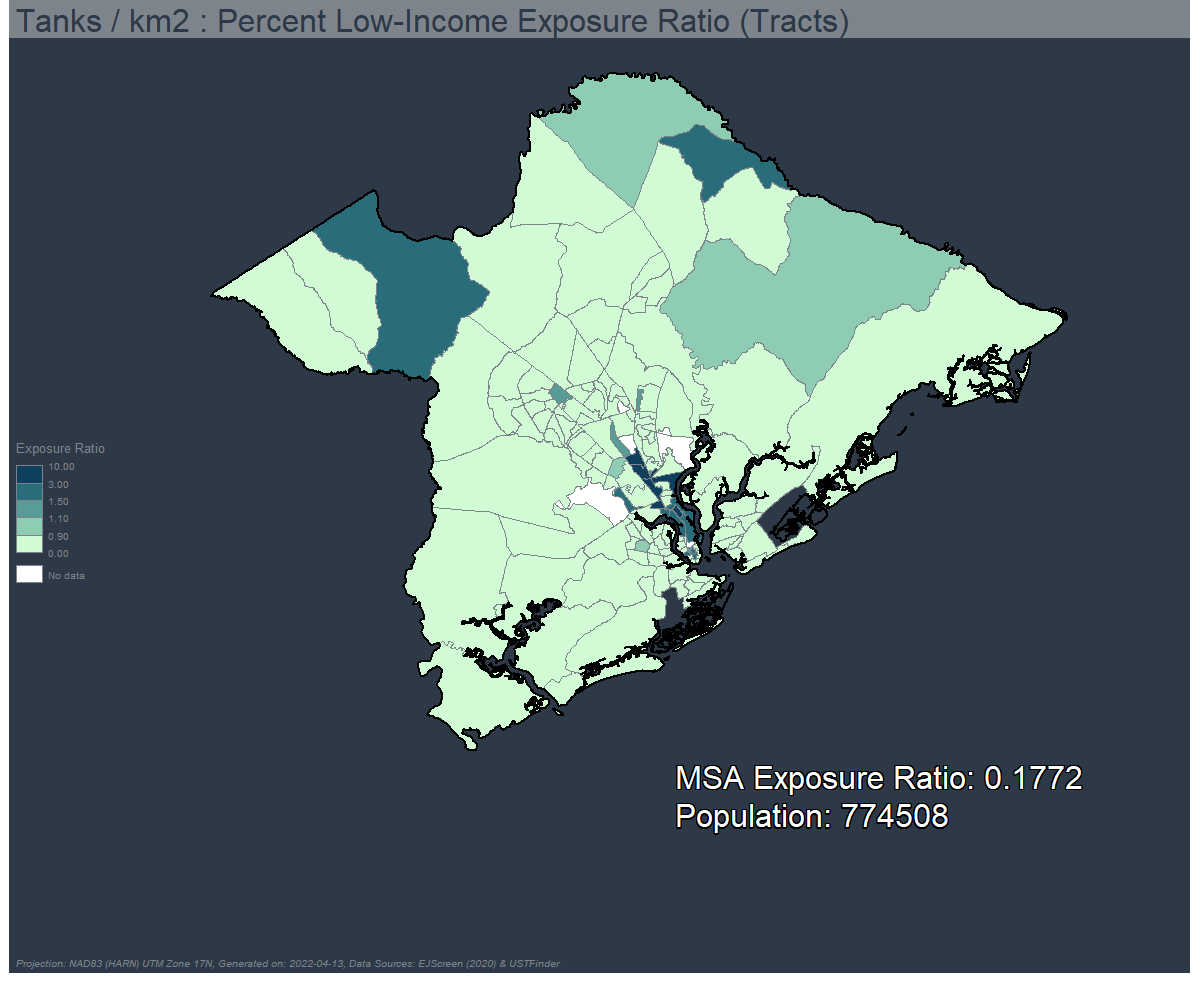 Tanks / km2 : Percent Low-Income Exposure Ratio (Tracts)
Exposure Ratio
10.00
3.00
1.50
1.10
0.90
0.00
No data
MSA Exposure Ratio: 0.1772
Population: 774508
Projection: NAD83 (HARN) UTM Zone 17N, Generated on: 2022-04-13, Data Sources: EJScreen (2020) & USTFinder